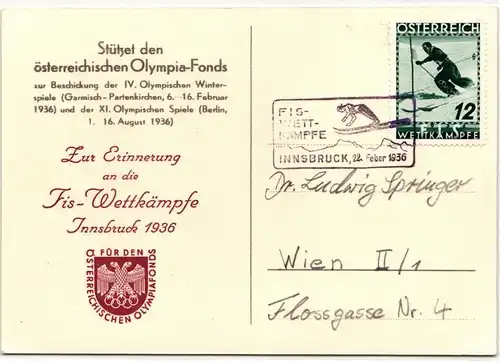 Stützet den
österreichischen Olympia-Fonds
zur Beschickung der IV. Olympischen Winter-
spiele (Garmisch-Partenkirchen, 6.—16. Februar
1936) und der XI. Olympischen Spiele (Berlin,
1. 16. August 1936)
Zur Erinnerung
an die
Fis-Wettkämpfe
Innsbruck 1936
FÜR DEN
ÖSTERREICHISCHEN OLYMPIAFONDS
ÖSTERREICH
12
WETTKÄMPFE
FIS-
WETT-
KÄMPFE
INNSBRUCK, 22. Feber 1936
Dr. Ludwig Springer
Wien II/1
Flossgasse Nr. 4